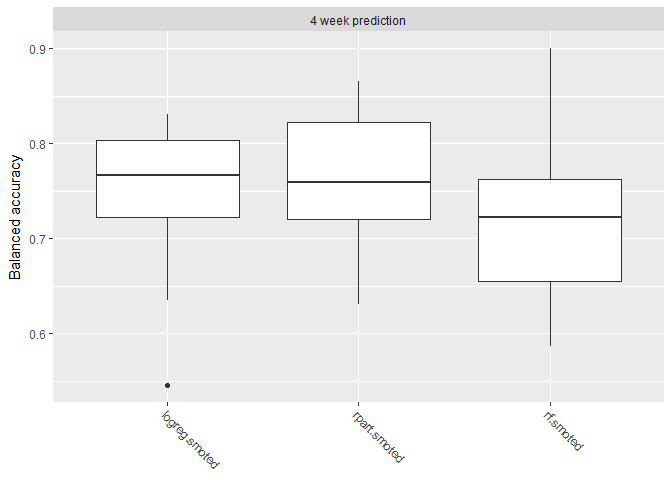 4 week prediction
Balanced accuracy
0.9
0.8
0.7
0.6
logreg.smoted
rpart.smoted
rf.smoted